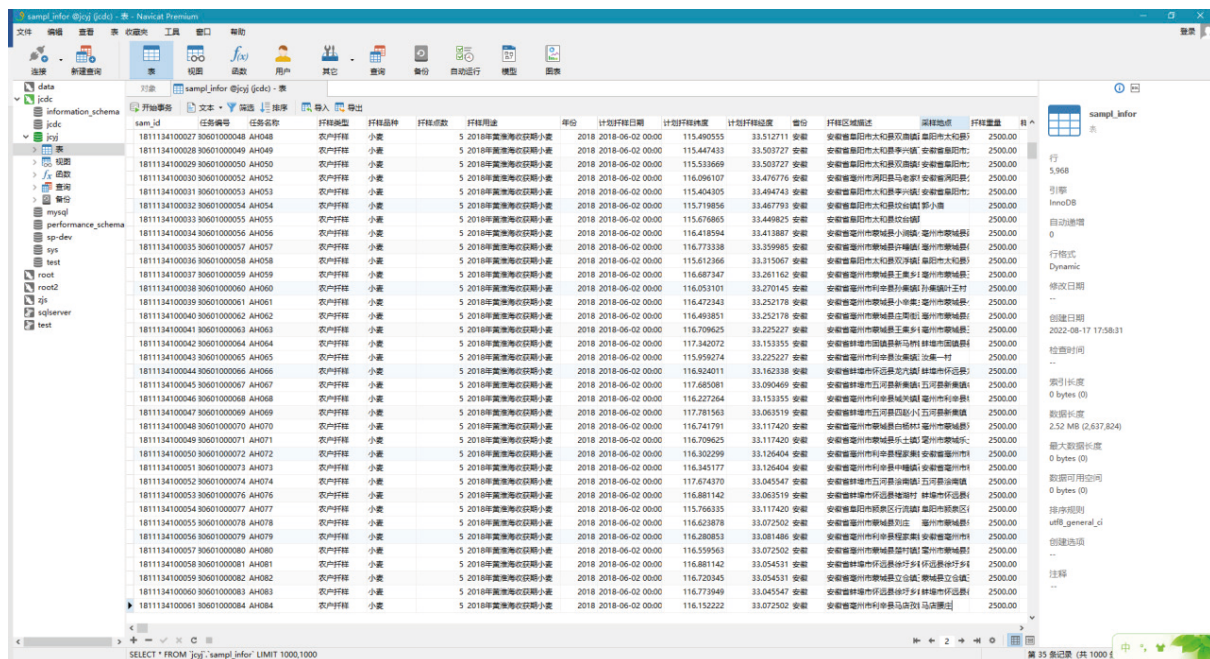 sampl_infor @jcyj (jcdc) - 表 - Navicat Premium
文件 编辑 查看 表 收藏夹 工具 窗口 帮助 登录
连接 新建查询 表 视图 函数 用户 其它 查询 备份 自动运行 模型 图表
对象 sampl_infor @jcyj (jcdc) - 表
开始事务 文本 筛选 排序 导入 导出
data
jcdc
information_schema
jcdc
jcyj
表
视图
函数
查询
备份
mysql
performance_schema
sp-dev
sys
test
root
root2
zjs
sqlserver
test
sam_id 任务编号 任务名称 扦样类型 扦样品种 扦样点数 扦样用途 年份 计划扦样日期 计划扦样纬度 计划扦样经度 省份 扦样区域描述 采样地点 扦样重量
1811134100027 30601000048 AH048 农户扦样 小麦 5 2018年黄淮海收获期小麦 2018 2018-06-02 00:00 115.490555 33.512711 安徽 2500.00
1811134100028 30601000049 AH049 农户扦样 小麦 5 2018年黄淮海收获期小麦 2018 2018-06-02 00:00 115.447433 33.503727 安徽 2500.00
1811134100029 30601000050 AH050 农户扦样 小麦 5 2018年黄淮海收获期小麦 2018 2018-06-02 00:00 115.533669 33.503727 安徽 2500.00
1811134100030 30601000052 AH052 农户扦样 小麦 5 2018年黄淮海收获期小麦 2018 2018-06-02 00:00 116.096107 33.476776 安徽 2500.00
1811134100031 30601000053 AH053 农户扦样 小麦 5 2018年黄淮海收获期小麦 2018 2018-06-02 00:00 115.404305 33.494743 安徽 2500.00
1811134100032 30601000054 AH054 农户扦样 小麦 5 2018年黄淮海收获期小麦 2018 2018-06-02 00:00 115.719856 33.467793 安徽 2500.00
1811134100033 30601000055 AH055 农户扦样 小麦 5 2018年黄淮海收获期小麦 2018 2018-06-02 00:00 115.676865 33.449825 安徽 2500.00
1811134100034 30601000056 AH056 农户扦样 小麦 5 2018年黄淮海收获期小麦 2018 2018-06-02 00:00 116.418594 33.413887 安徽 2500.00
1811134100035 30601000057 AH057 农户扦样 小麦 5 2018年黄淮海收获期小麦 2018 2018-06-02 00:00 116.773338 33.359985 安徽 2500.00
1811134100036 30601000058 AH058 农户扦样 小麦 5 2018年黄淮海收获期小麦 2018 2018-06-02 00:00 115.612366 33.315067 安徽 2500.00
1811134100037 30601000059 AH059 农户扦样 小麦 5 2018年黄淮海收获期小麦 2018 2018-06-02 00:00 116.687347 33.261162 安徽 2500.00
1811134100038 30601000060 AH060 农户扦样 小麦 5 2018年黄淮海收获期小麦 2018 2018-06-02 00:00 116.053101 33.270145 安徽 孙集镇叶王村 2500.00
1811134100039 30601000061 AH061 农户扦样 小麦 5 2018年黄淮海收获期小麦 2018 2018-06-02 00:00 116.472343 33.252178 安徽 2500.00
1811134100040 30601000062 AH062 农户扦样 小麦 5 2018年黄淮海收获期小麦 2018 2018-06-02 00:00 116.493851 33.252178 安徽 2500.00
1811134100041 30601000063 AH063 农户扦样 小麦 5 2018年黄淮海收获期小麦 2018 2018-06-02 00:00 116.709625 33.225227 安徽 2500.00
1811134100042 30601000064 AH064 农户扦样 小麦 5 2018年黄淮海收获期小麦 2018 2018-06-02 00:00 117.342072 33.153355 安徽 2500.00
1811134100043 30601000065 AH065 农户扦样 小麦 5 2018年黄淮海收获期小麦 2018 2018-06-02 00:00 115.959274 33.225227 安徽 汝集一村 2500.00
1811134100044 30601000066 AH066 农户扦样 小麦 5 2018年黄淮海收获期小麦 2018 2018-06-02 00:00 116.924011 33.162338 安徽 2500.00
1811134100045 30601000067 AH067 农户扦样 小麦 5 2018年黄淮海收获期小麦 2018 2018-06-02 00:00 117.685081 33.090469 安徽 2500.00
1811134100046 30601000068 AH068 农户扦样 小麦 5 2018年黄淮海收获期小麦 2018 2018-06-02 00:00 116.227264 33.153355 安徽 2500.00
1811134100047 30601000069 AH069 农户扦样 小麦 5 2018年黄淮海收获期小麦 2018 2018-06-02 00:00 117.781563 33.063519 安徽 五河县新集镇 2500.00
1811134100048 30601000070 AH070 农户扦样 小麦 5 2018年黄淮海收获期小麦 2018 2018-06-02 00:00 116.741791 33.117420 安徽 2500.00
1811134100049 30601000071 AH071 农户扦样 小麦 5 2018年黄淮海收获期小麦 2018 2018-06-02 00:00 116.709625 33.117420 安徽 2500.00
1811134100050 30601000072 AH072 农户扦样 小麦 5 2018年黄淮海收获期小麦 2018 2018-06-02 00:00 116.302299 33.126404 安徽 2500.00
1811134100051 30601000073 AH073 农户扦样 小麦 5 2018年黄淮海收获期小麦 2018 2018-06-02 00:00 116.345177 33.126404 安徽 2500.00
1811134100052 30601000074 AH074 农户扦样 小麦 5 2018年黄淮海收获期小麦 2018 2018-06-02 00:00 117.674370 33.045547 安徽 五河县浍南镇 2500.00
1811134100053 30601000076 AH076 农户扦样 小麦 5 2018年黄淮海收获期小麦 2018 2018-06-02 00:00 116.881142 33.063519 安徽 2500.00
1811134100054 30601000077 AH077 农户扦样 小麦 5 2018年黄淮海收获期小麦 2018 2018-06-02 00:00 115.766335 33.117420 安徽 2500.00
1811134100055 30601000078 AH078 农户扦样 小麦 5 2018年黄淮海收获期小麦 2018 2018-06-02 00:00 116.623878 33.072502 安徽 2500.00
1811134100056 30601000079 AH079 农户扦样 小麦 5 2018年黄淮海收获期小麦 2018 2018-06-02 00:00 116.280853 33.081486 安徽 2500.00
1811134100057 30601000080 AH080 农户扦样 小麦 5 2018年黄淮海收获期小麦 2018 2018-06-02 00:00 116.559563 33.072502 安徽 2500.00
1811134100058 30601000081 AH081 农户扦样 小麦 5 2018年黄淮海收获期小麦 2018 2018-06-02 00:00 116.881142 33.054531 安徽 2500.00
1811134100059 30601000082 AH082 农户扦样 小麦 5 2018年黄淮海收获期小麦 2018 2018-06-02 00:00 116.720345 33.054531 安徽 2500.00
1811134100060 30601000083 AH083 农户扦样 小麦 5 2018年黄淮海收获期小麦 2018 2018-06-02 00:00 116.773949 33.045547 安徽 2500.00
1811134100061 30601000084 AH084 农户扦样 小麦 5 2018年黄淮海收获期小麦 2018 2018-06-02 00:00 116.152222 33.072502 安徽 马店腰庄 2500.00
sampl_infor
表
行
5,968
引擎
InnoDB
自动递增
0
行格式
Dynamic
修改日期
--
创建日期
2022-08-17 17:58:31
检查时间
--
索引长度
0 bytes (0)
数据长度
2.52 MB (2,637,824)
最大数据长度
0 bytes (0)
数据可用空间
0 bytes (0)
排序规则
utf8_general_ci
创建选项
--
注释
--
2
SELECT * FROM `jcyj`.`sampl_infor` LIMIT 1000,1000
第 35 条记录 (共 1000
中